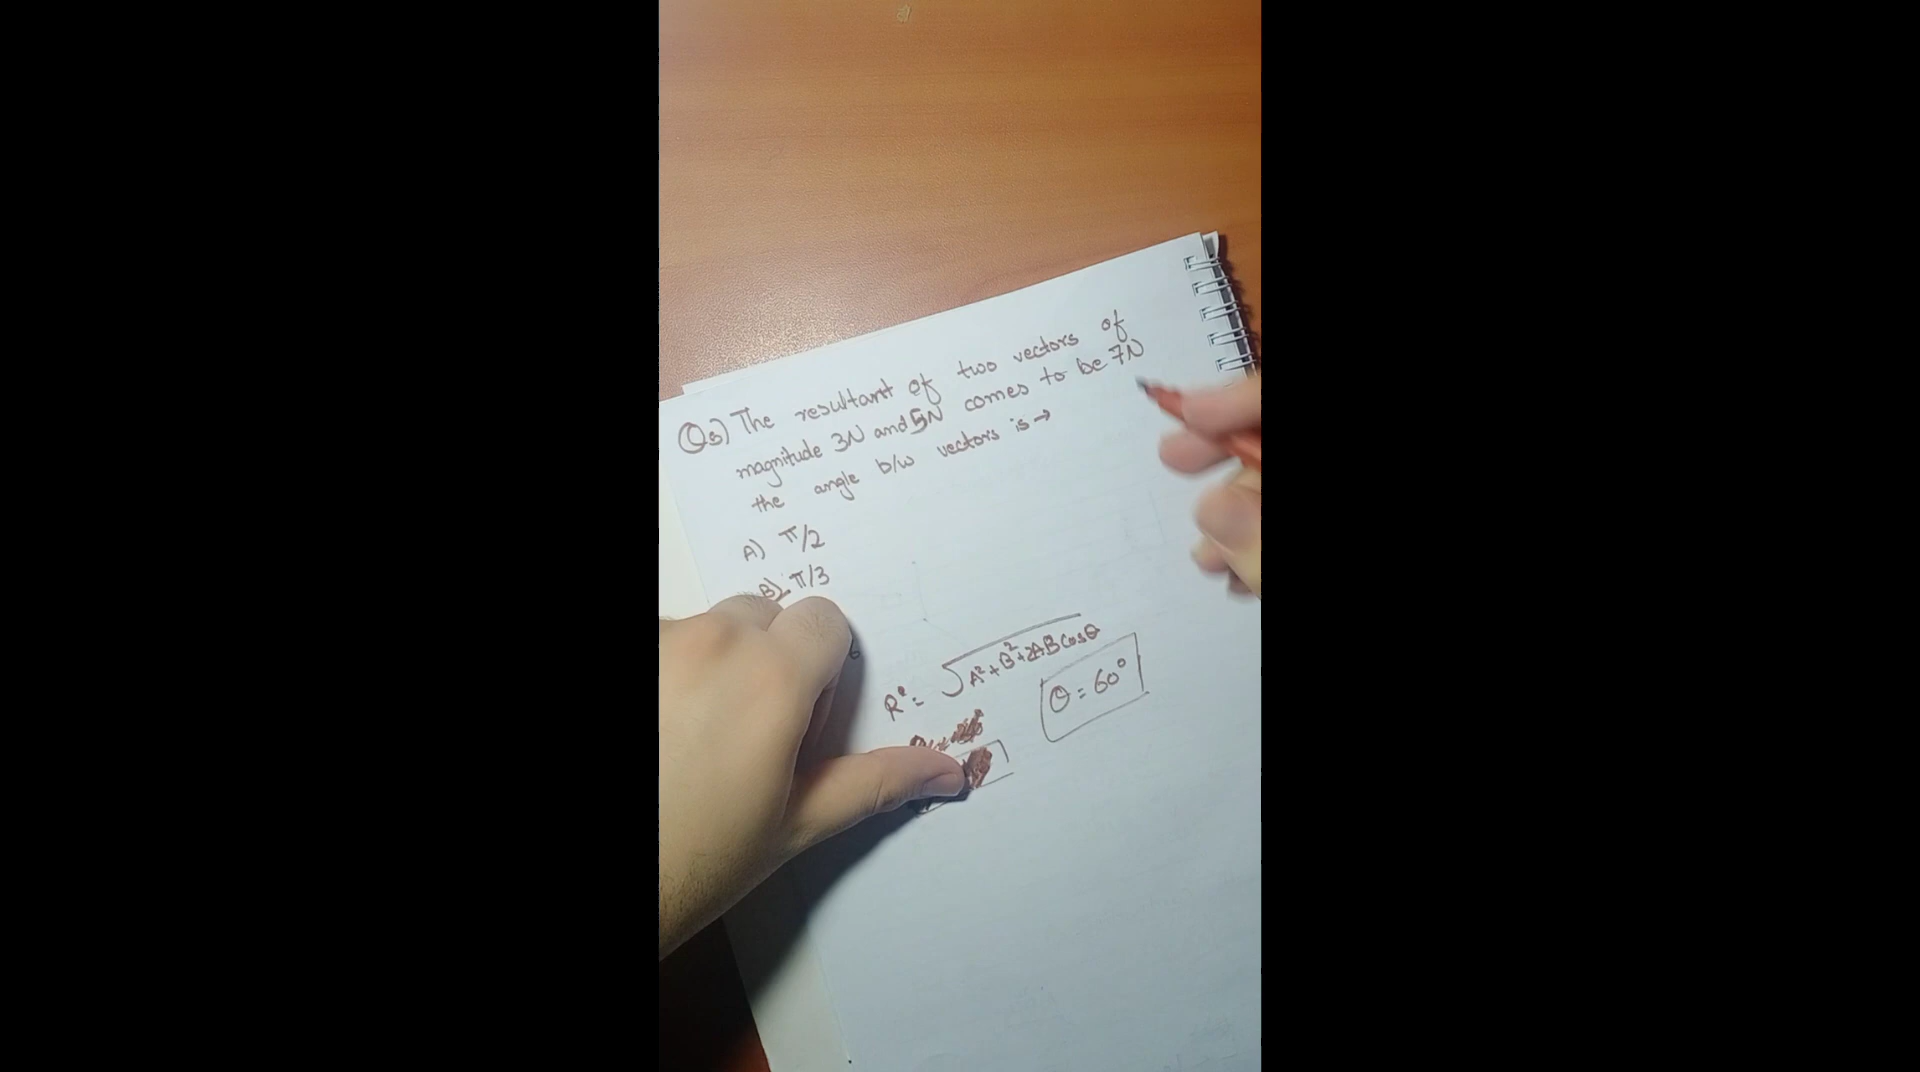 Q5) The resultant of two vectors of
magnitude 3N and 5N comes to be 7N
the angle b/w vectors is →
A) π/2
B) π/3
6
R = √A²+B²+2ABCosθ
θ = 60°